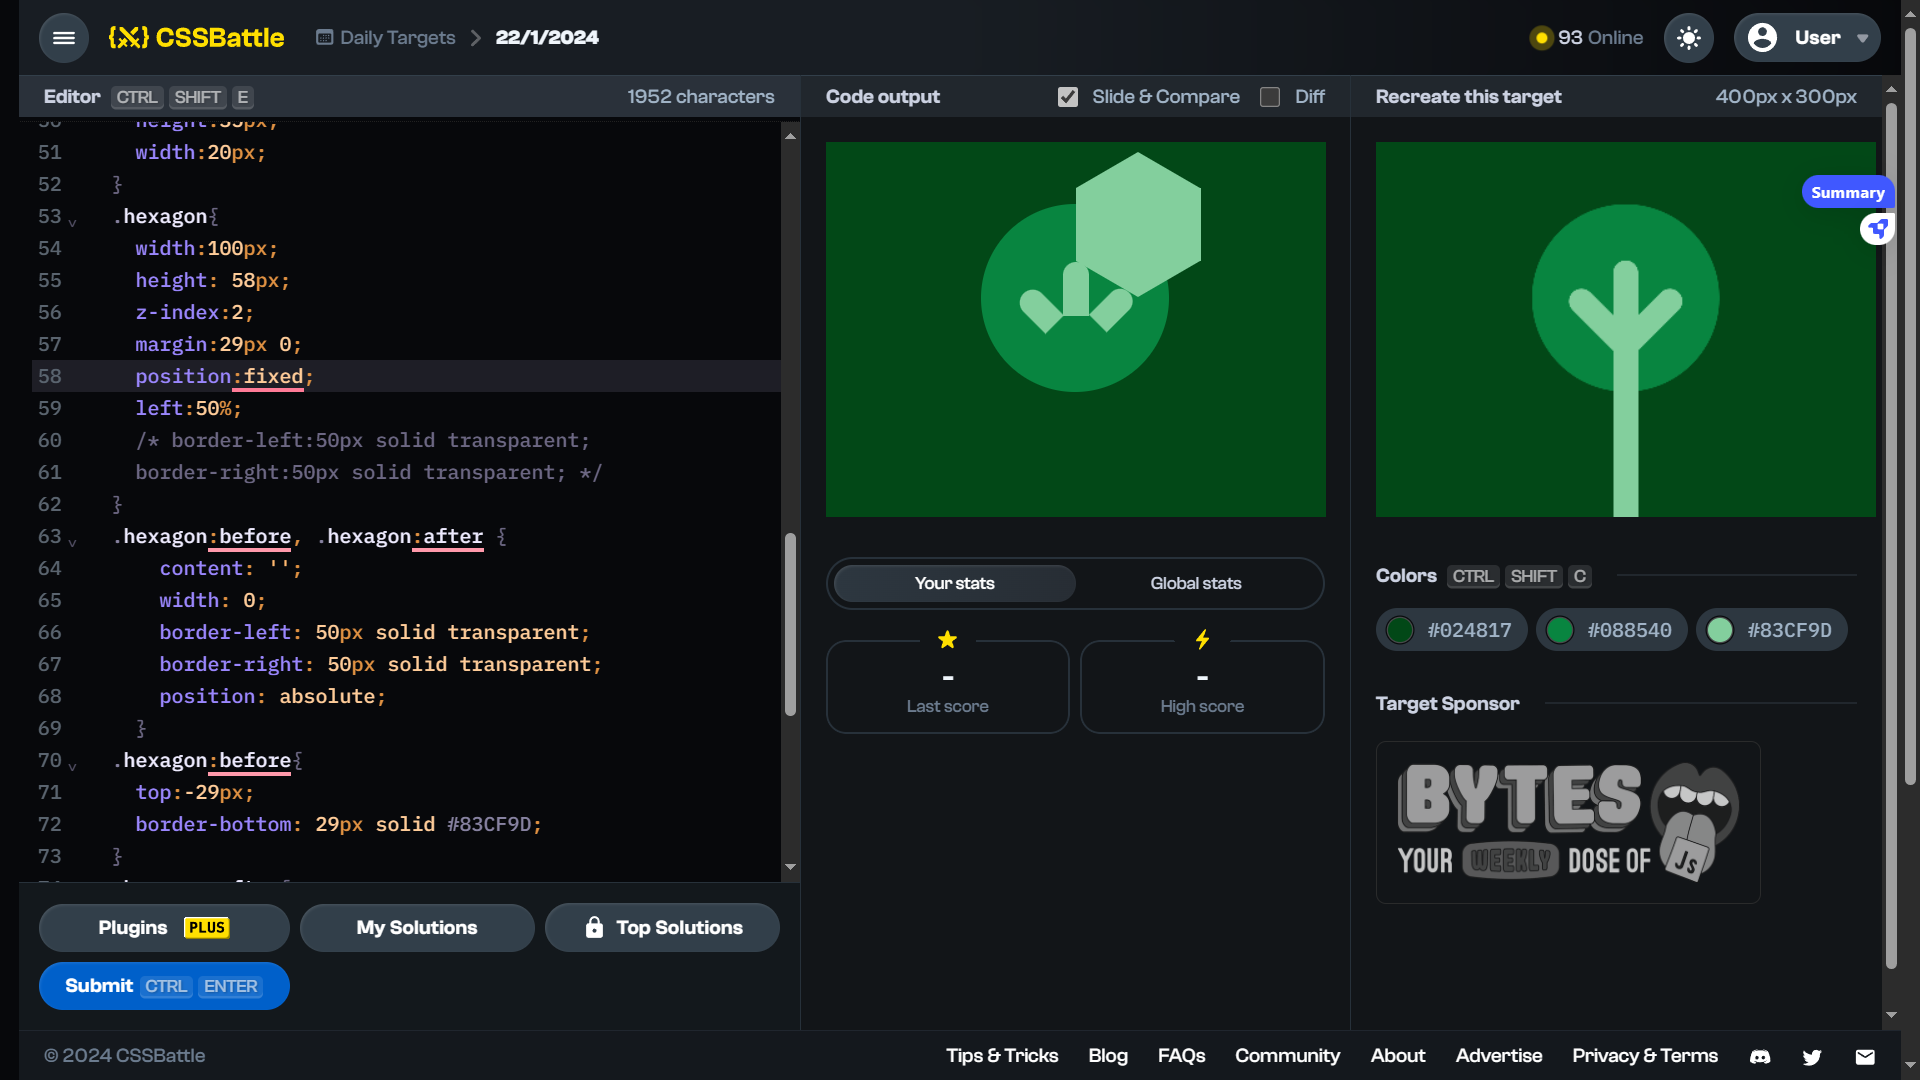 {X} CSSBattle
Daily Targets
22/1/2024
93 Online
User
Editor CTRL SHIFT E
1952 characters
Code output
Slide & Compare
Diff
Recreate this target
400px x 300px
51 width:20px;
52 }
53 .hexagon{
54 width:100px;
55 height: 58px;
56 z-index:2;
57 margin:29px 0;
58 position:fixed;
59 left:50%;
60 /* border-left:50px solid transparent;
61 border-right:50px solid transparent; */
62 }
63 .hexagon:before, .hexagon:after {
64 content: '';
65 width: 0;
66 border-left: 50px solid transparent;
67 border-right: 50px solid transparent;
68 position: absolute;
69 }
70 .hexagon:before{
71 top:-29px;
72 border-bottom: 29px solid #83CF9D;
73 }
Plugins PLUS
My Solutions
Top Solutions
Submit CTRL ENTER
Your stats
Global stats
-
Last score
-
High score
Summary
Colors CTRL SHIFT C
#024817
#088540
#83CF9D
Target Sponsor
BYTES
YOUR WEEKLY DOSE OF JS
© 2024 CSSBattle
Tips & Tricks
Blog
FAQs
Community
About
Advertise
Privacy & Terms